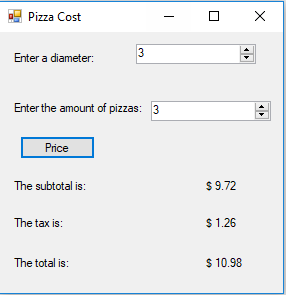 Pizza Cost
Enter a diameter: 3
Enter the amount of pizzas: 3
Price
The subtotal is: $ 9.72
The tax is: $ 1.26
The total is: $ 10.98